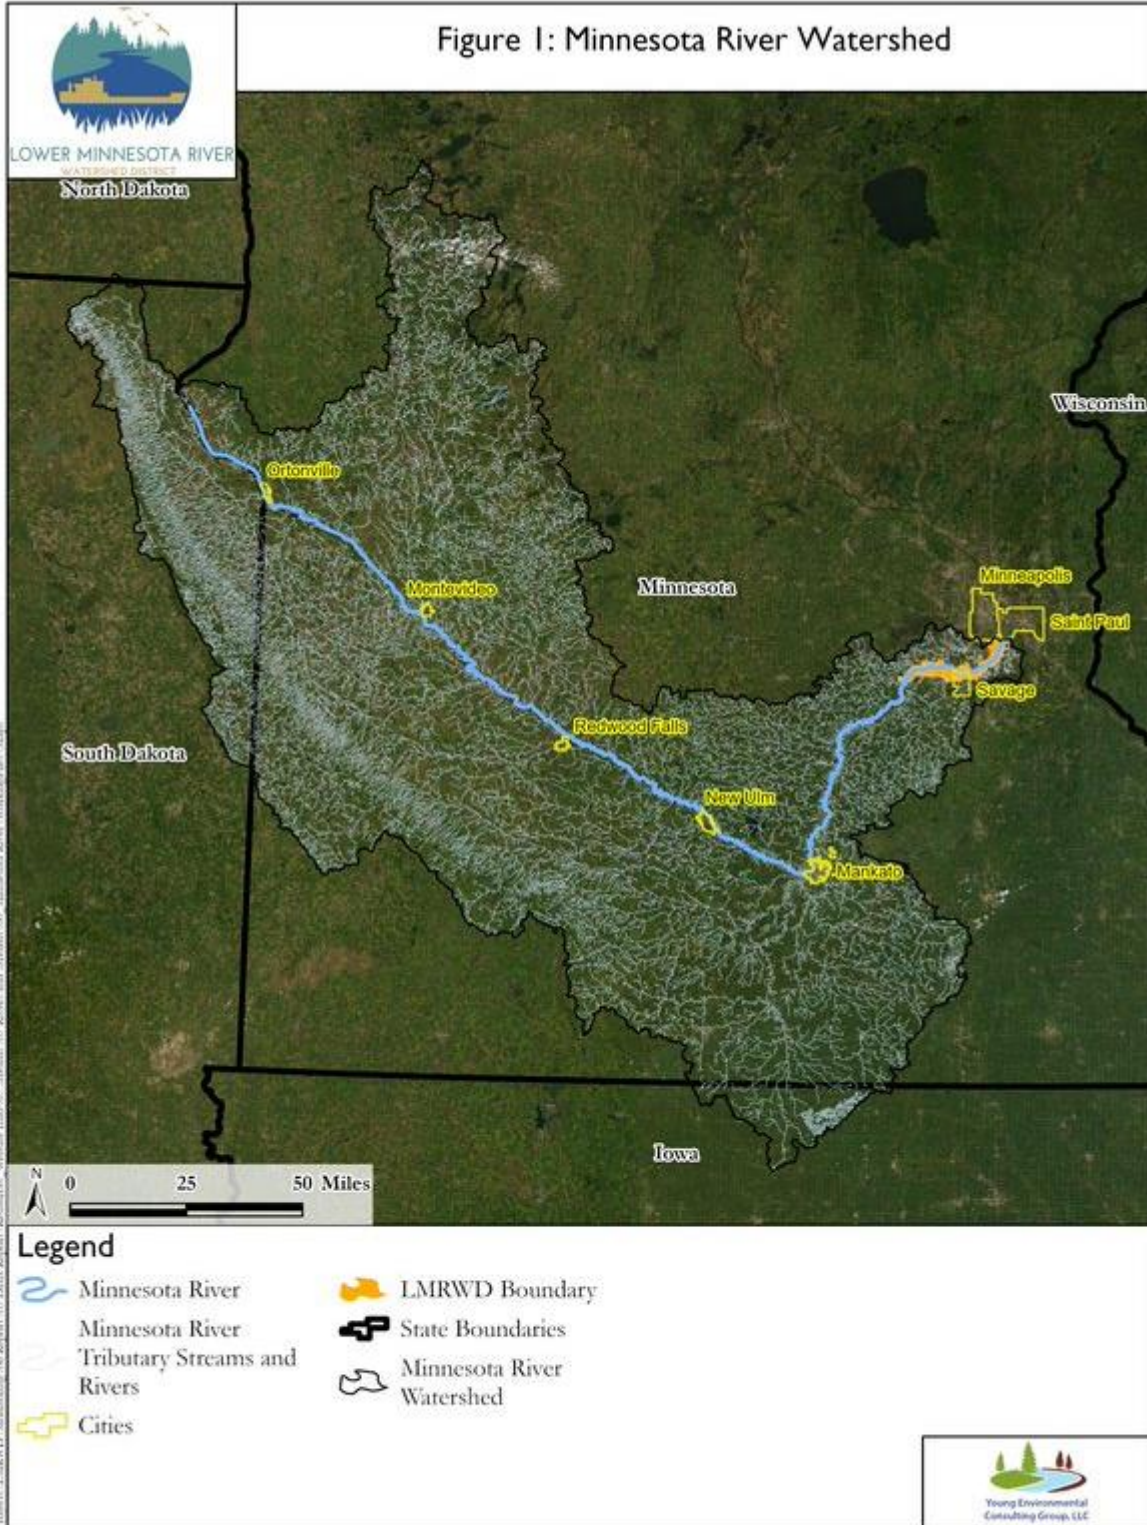 Figure 1: Minnesota River Watershed
LOWER MINNESOTA RIVER
WATERSHED DISTRICT
North Dakota
Wisconsin
Ortonville
Montevideo
Minnesota
Minneapolis
Saint Paul
Savage
Redwood Falls
South Dakota
New Ulm
Mankato
Iowa
N
0 25 50 Miles
Legend
Minnesota River
Minnesota River
Tributary Streams and
Rivers
Cities
LMRWD Boundary
State Boundaries
Minnesota River
Watershed
Young Environmental
Consulting Group, LLC